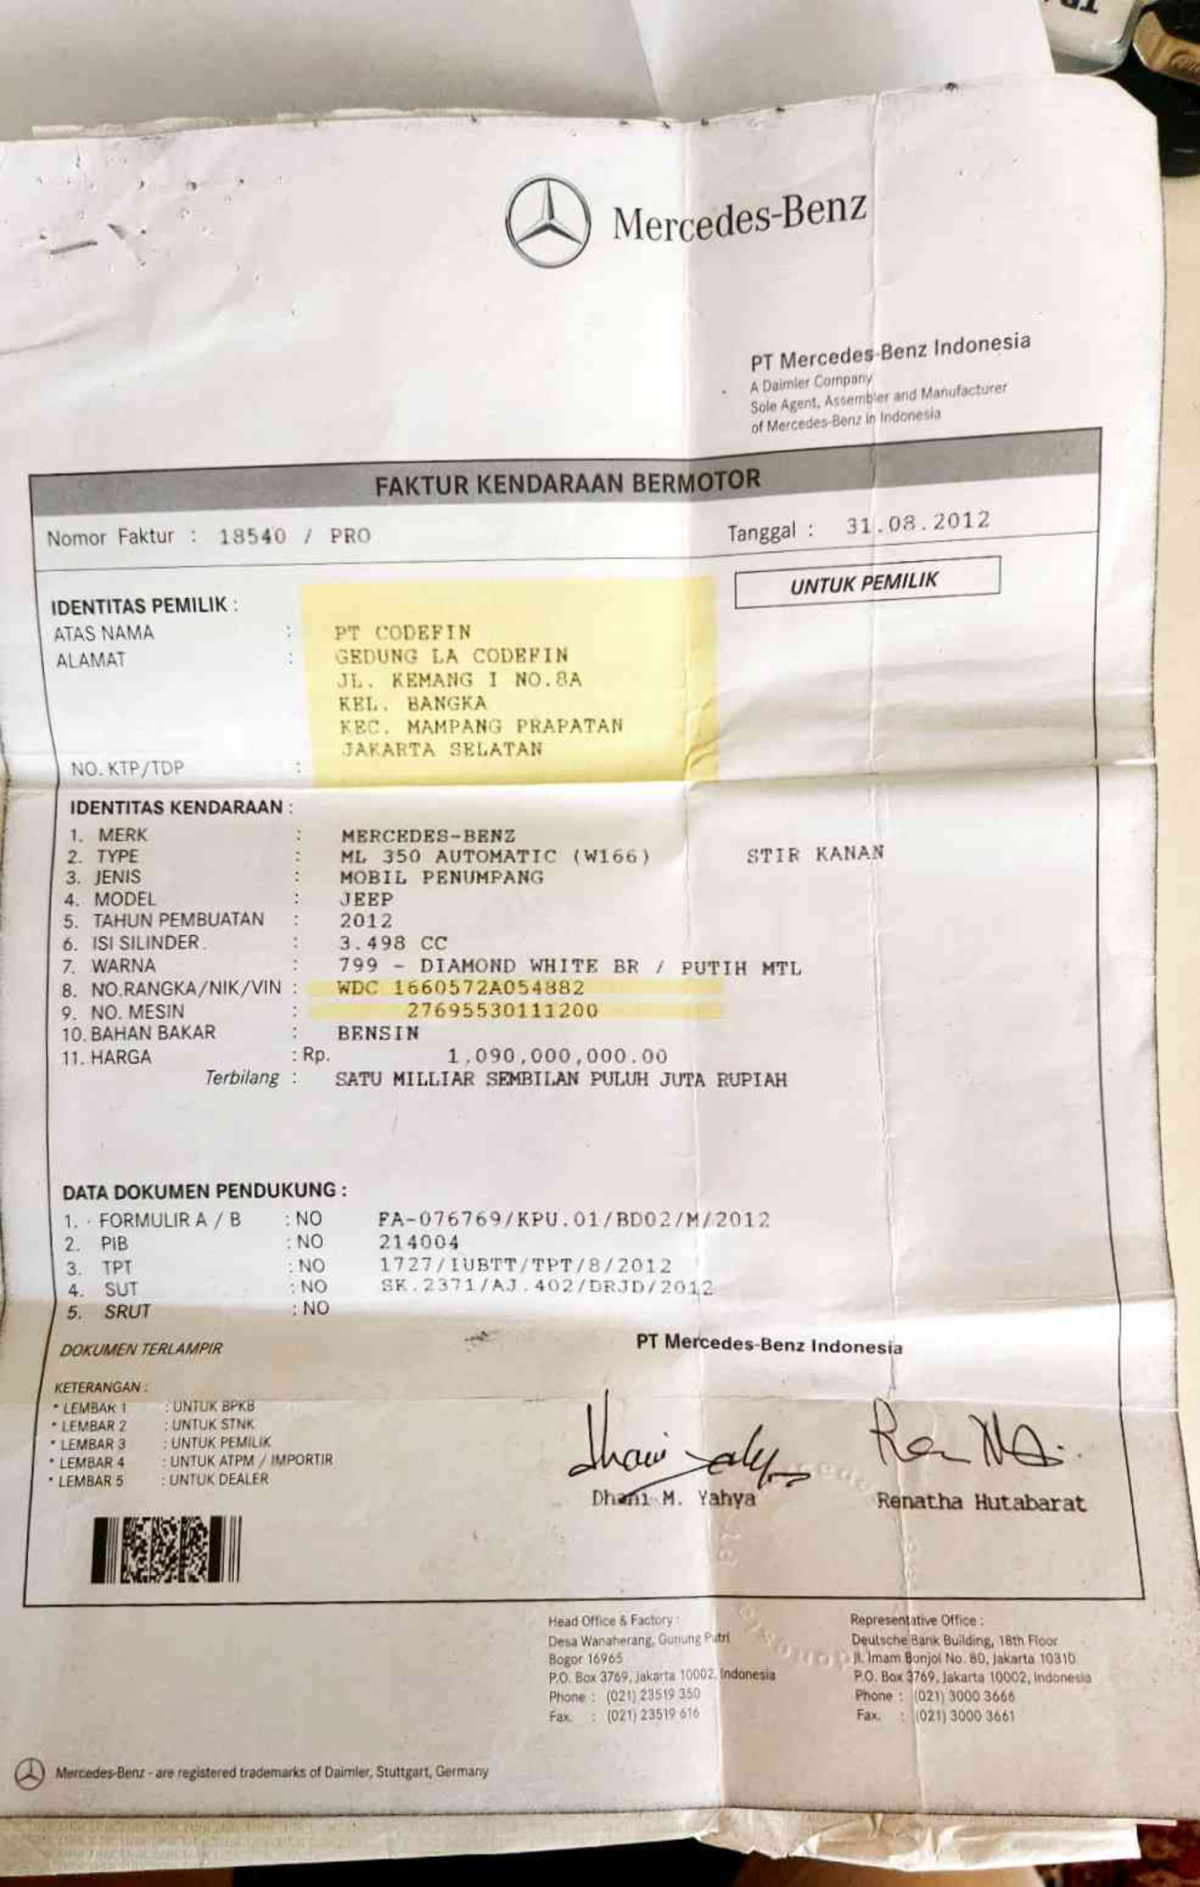 Mercedes-Benz
PT Mercedes-Benz Indonesia
A Daimler Company
Sole Agent, Assembler and Manufacturer
of Mercedes-Benz in Indonesia
FAKTUR KENDARAAN BERMOTOR
Nomor Faktur : 18540 / PRO Tanggal : 31.08.2012
UNTUK PEMILIK
IDENTITAS PEMILIK :
ATAS NAMA : PT CODEFIN
ALAMAT : GEDUNG LA CODEFIN
JL. KEMANG I NO.8A
KEL. BANGKA
KEC. MAMPANG PRAPATAN
JAKARTA SELATAN
NO. KTP/TDP :
IDENTITAS KENDARAAN :
1. MERK : MERCEDES-BENZ
2. TYPE : ML 350 AUTOMATIC (W166) STIR KANAN
3. JENIS : MOBIL PENUMPANG
4. MODEL : JEEP
5. TAHUN PEMBUATAN : 2012
6. ISI SILINDER : 3.498 CC
7. WARNA : 799 - DIAMOND WHITE BR / PUTIH MTL
8. NO.RANGKA/NIK/VIN : WDC 1660572A054882
9. NO. MESIN : 27695530111200
10. BAHAN BAKAR : BENSIN
11. HARGA : Rp. 1,090,000,000.00
Terbilang : SATU MILLIAR SEMBILAN PULUH JUTA RUPIAH
DATA DOKUMEN PENDUKUNG :
1. FORMULIR A / B : NO FA-076769/KPU.01/BD02/M/2012
2. PIB : NO 214004
3. TPT : NO 1727/IUBTT/TPT/8/2012
4. SUT : NO SK.2371/AJ.402/DRJD/2012
5. SRUT : NO
DOKUMEN TERLAMPIR
PT Mercedes-Benz Indonesia
KETERANGAN :
* LEMBAR 1 : UNTUK BPKB
* LEMBAR 2 : UNTUK STNK
* LEMBAR 3 : UNTUK PEMILIK
* LEMBAR 4 : UNTUK ATPM / IMPORTIR
* LEMBAR 5 : UNTUK DEALER
Dhani M. Yahya
Renatha Hutabarat
Head Office & Factory :
Desa Wanaherang, Gunung Putri
Bogor 16965
P.O. Box 3769, Jakarta 10002, Indonesia
Phone : (021) 23519 350
Fax. : (021) 23519 616
Representative Office :
Deutsche Bank Building, 18th Floor
Jl. Imam Bonjol No. 80, Jakarta 10310
P.O. Box 3769, Jakarta 10002, Indonesia
Phone : (021) 3000 3666
Fax. : (021) 3000 3661
Mercedes-Benz - are registered trademarks of Daimler, Stuttgart, Germany